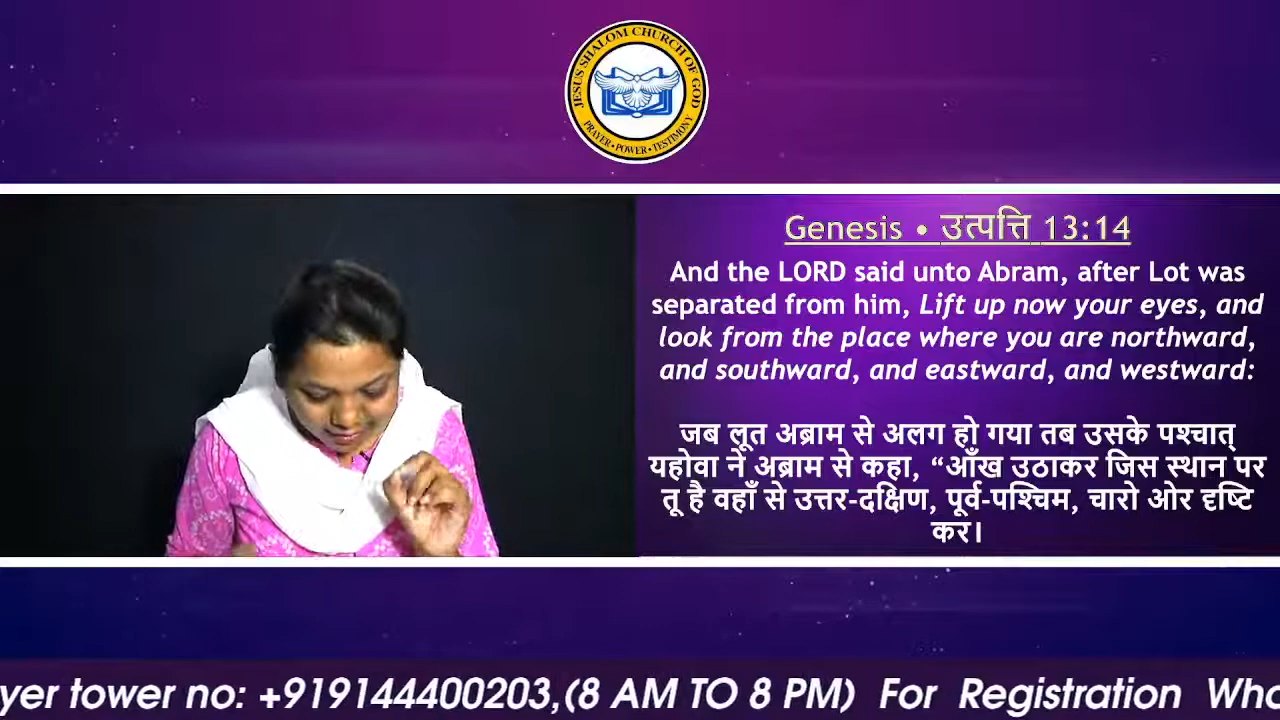 JESUS SHALOM CHURCH OF GOD
PRAYER • POWER • TESTIMONY
Genesis • उत्पत्ति 13:14
And the LORD said unto Abram, after Lot was
separated from him, Lift up now your eyes, and
look from the place where you are northward,
and southward, and eastward, and westward:
जब लूत अब्राम से अलग हो गया तब उसके पश्चात्
यहोवा ने अब्राम से कहा, “आँख उठाकर जिस स्थान पर
तू है वहाँ से उत्तर-दक्षिण, पूर्व-पश्चिम, चारो ओर दृष्टि
कर।
yer tower no: +919144400203,(8 AM TO 8 PM) For Registration Wha